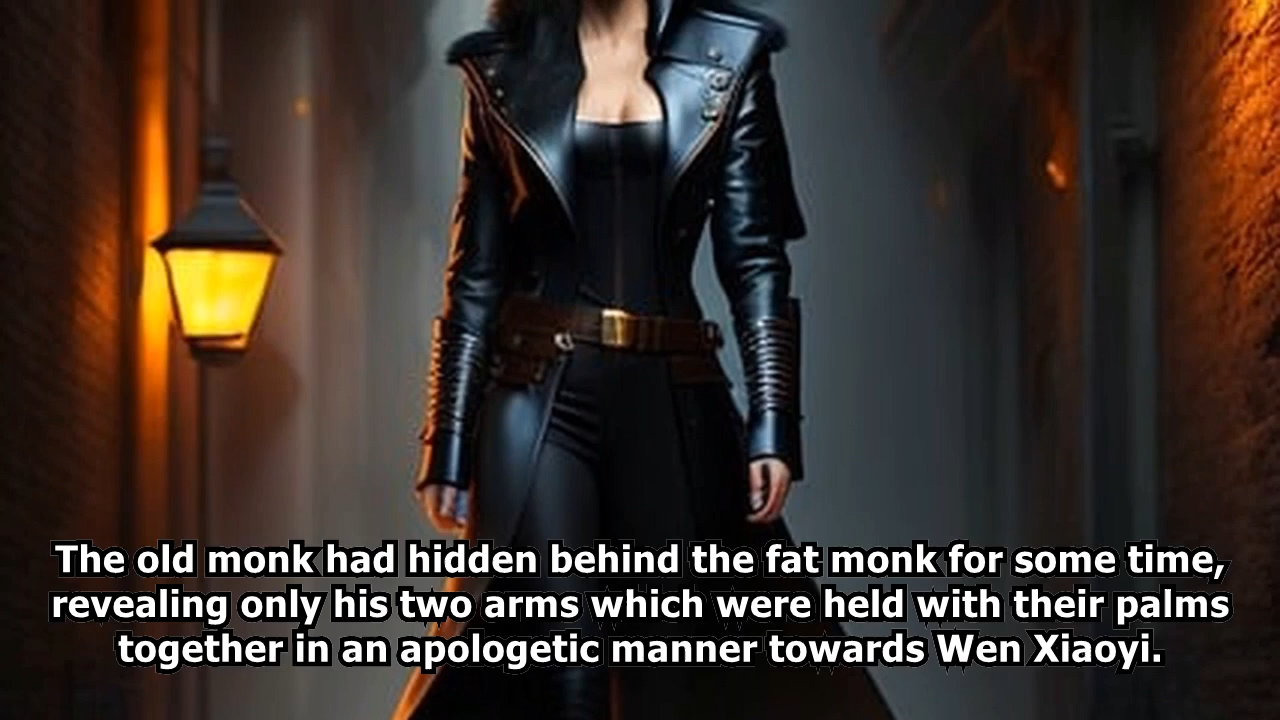 The old monk had hidden behind the fat monk for some time,
revealing only his two arms which were held with their palms
together in an apologetic manner towards Wen Xiaoyi.